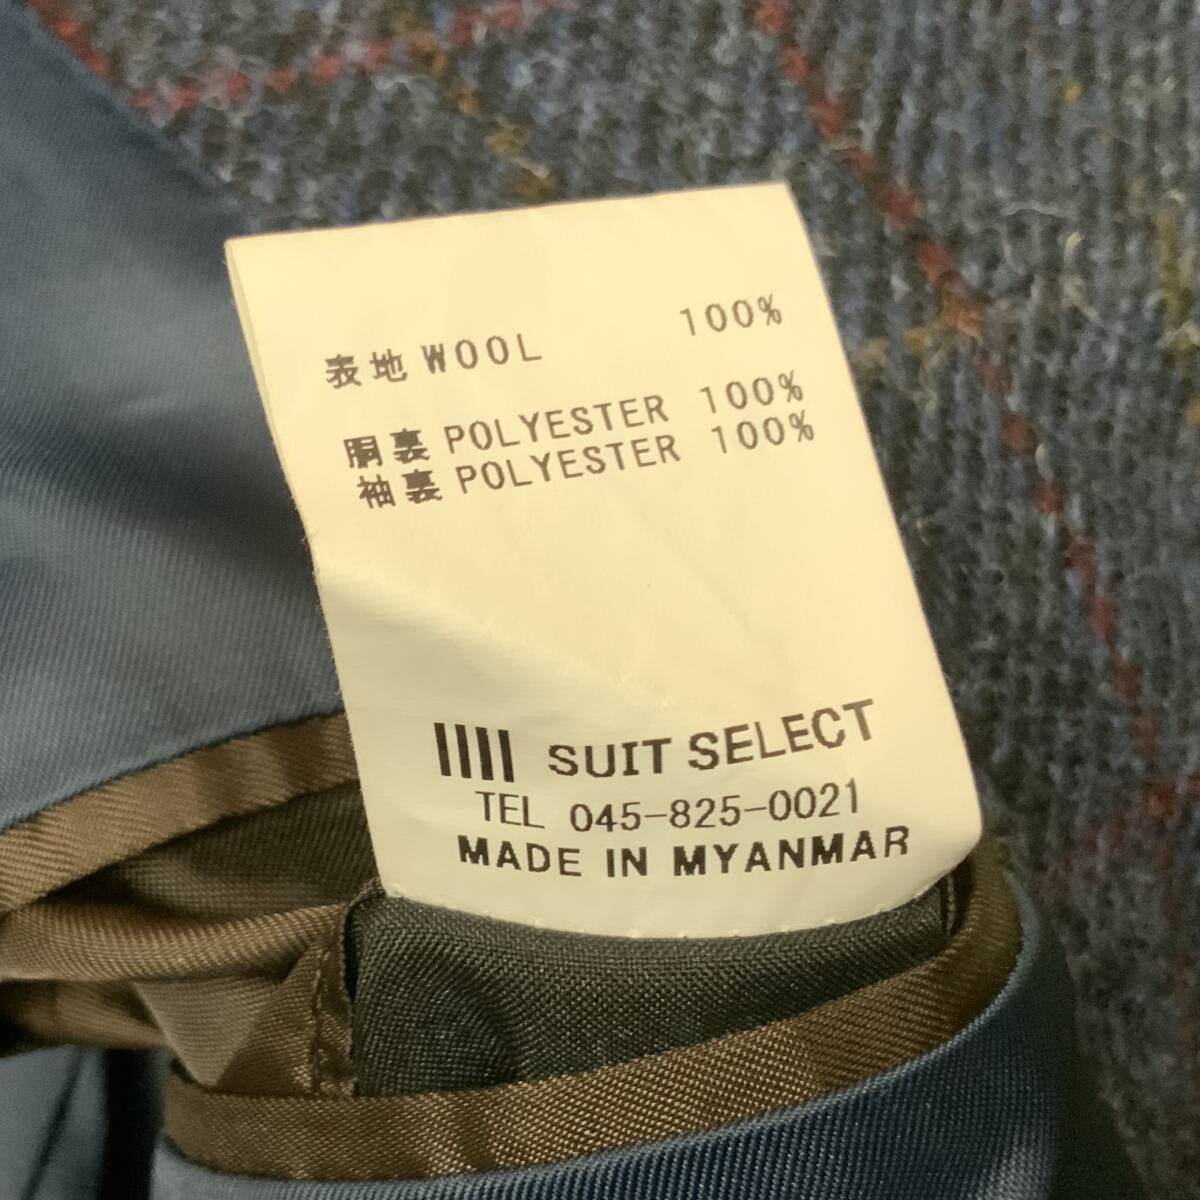 表地 WOOL 100%
胴裏 POLYESTER 100%
袖裏 POLYESTER 100%
SUIT SELECT
TEL 045-825-0021
MADE IN MYANMAR